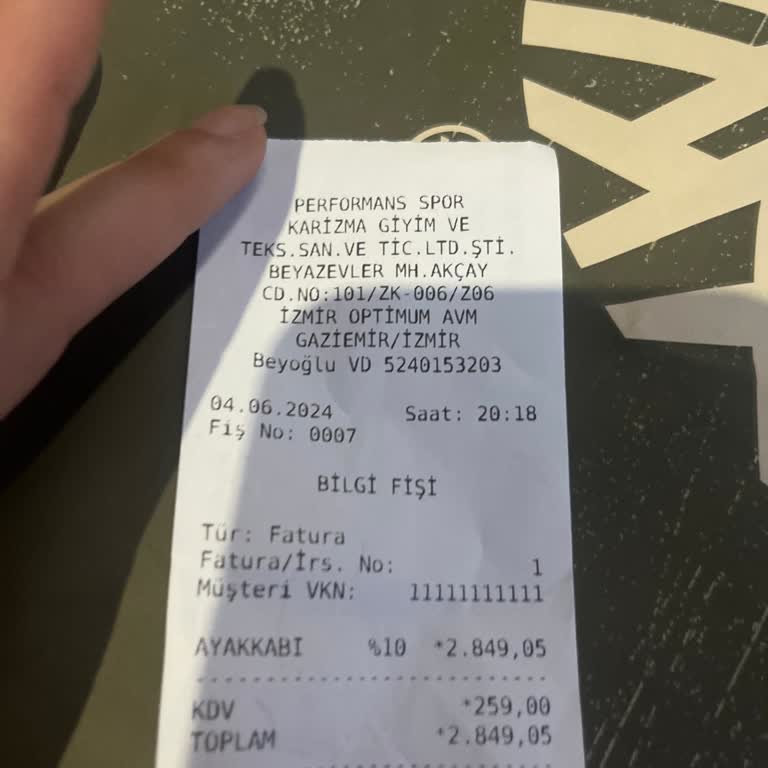 PERFORMANS SPOR
KARİZMA GİYİM VE
TEKS.SAN.VE TİC.LTD.ŞTİ.
BEYAZEVLER MH.AKÇAY
CD.NO:101/ZK-006/Z06
İZMİR OPTİMUM AVM
GAZİEMİR/İZMİR
Beyoğlu VD 5240153203
04.06.2024 Saat: 20:18
Fiş No: 0007
BİLGİ FİŞİ
Tür: Fatura
Fatura/İrs. No: 1
Müşteri VKN: 11111111111
AYAKKABI %10 *2.849,05
KDV *259,00
TOPLAM *2.849,05